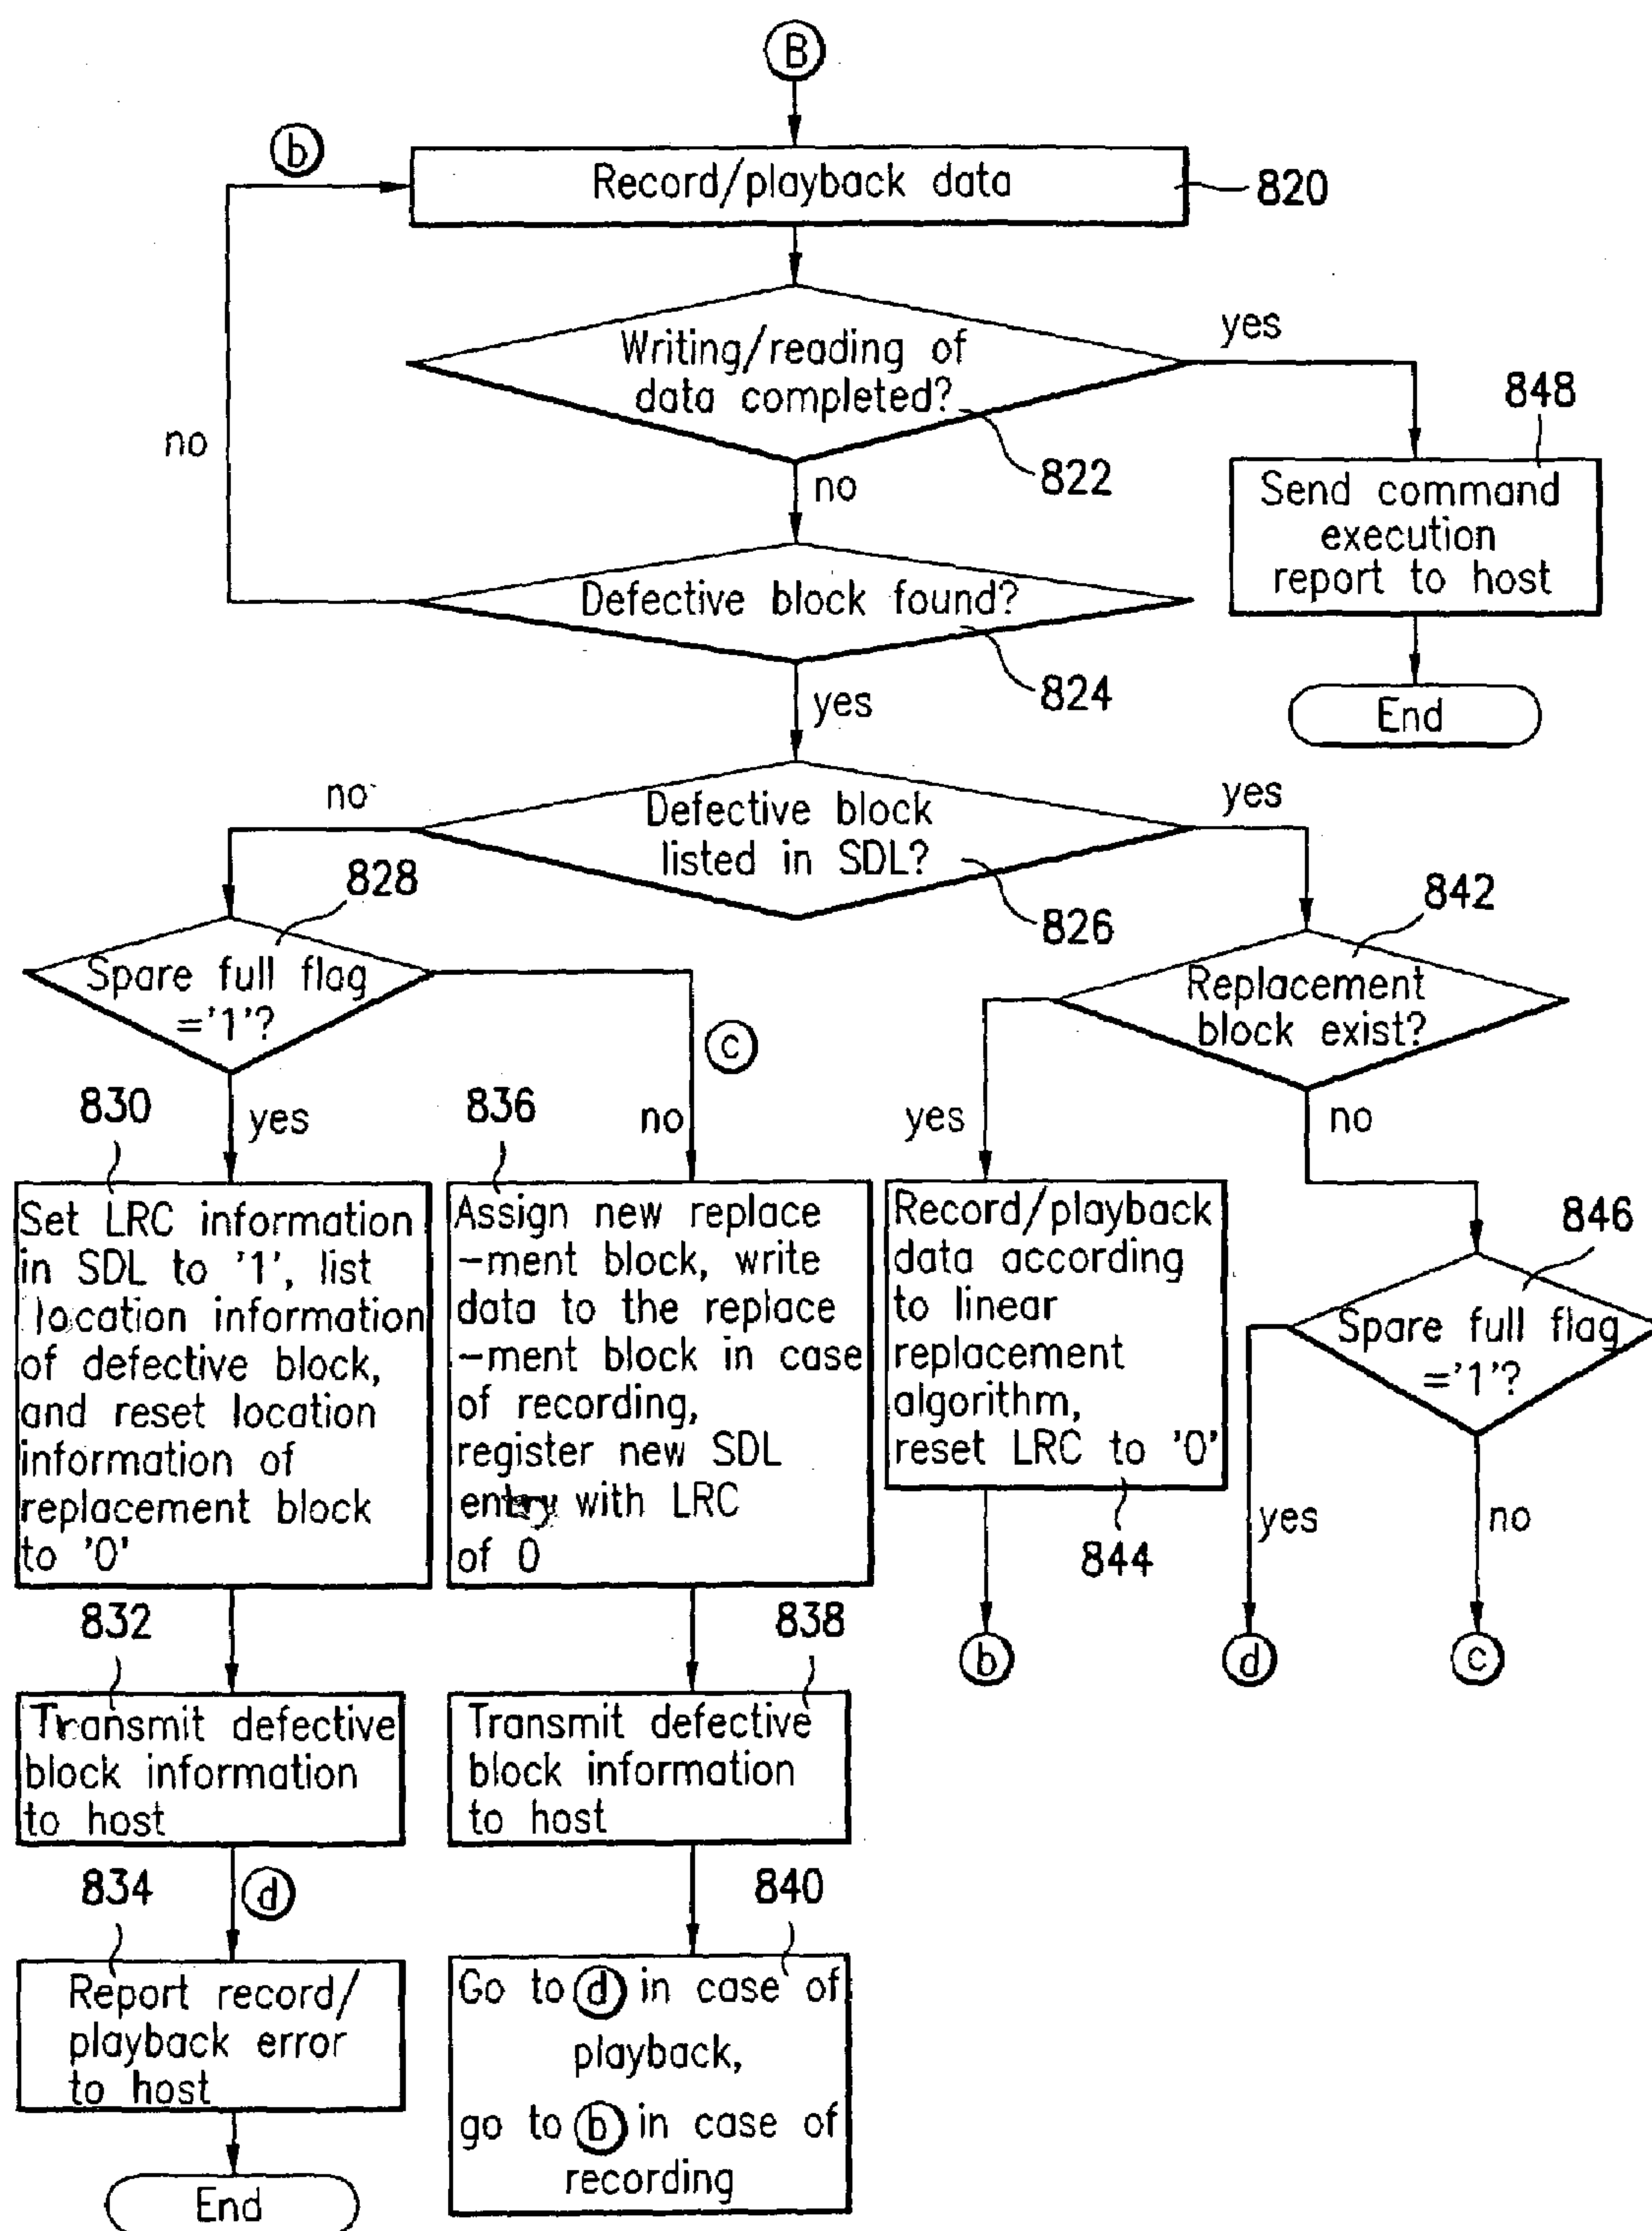 B
b
Record/playback data
820
Writing/reading of
data completed?
822
yes
no
848
Send command
execution
report to host
End
no
Defective block found?
824
yes
Defective block
listed in SDL?
826
no
yes
828
Spare full flag
='1'?
842
Replacement
block exist?
c
830
yes
836
no
yes
no
Set LRC information
in SDL to '1', list
location information
of defective block,
and reset location
information of
replacement block
to '0'
Assign new replace
-ment block, write
data to the replace
-ment block in case
of recording,
register new SDL
entry with LRC
of 0
Record/playback
data according
to linear
replacement
algorithm,
reset LRC to '0'
844
846
Spare full flag
='1'?
yes
no
b
d
c
832
Transmit defective
block information
to host
838
Transmit defective
block information
to host
834
d
Report record/
playback error
to host
End
840
Go to d in case of
playback,
go to b in case of
recording